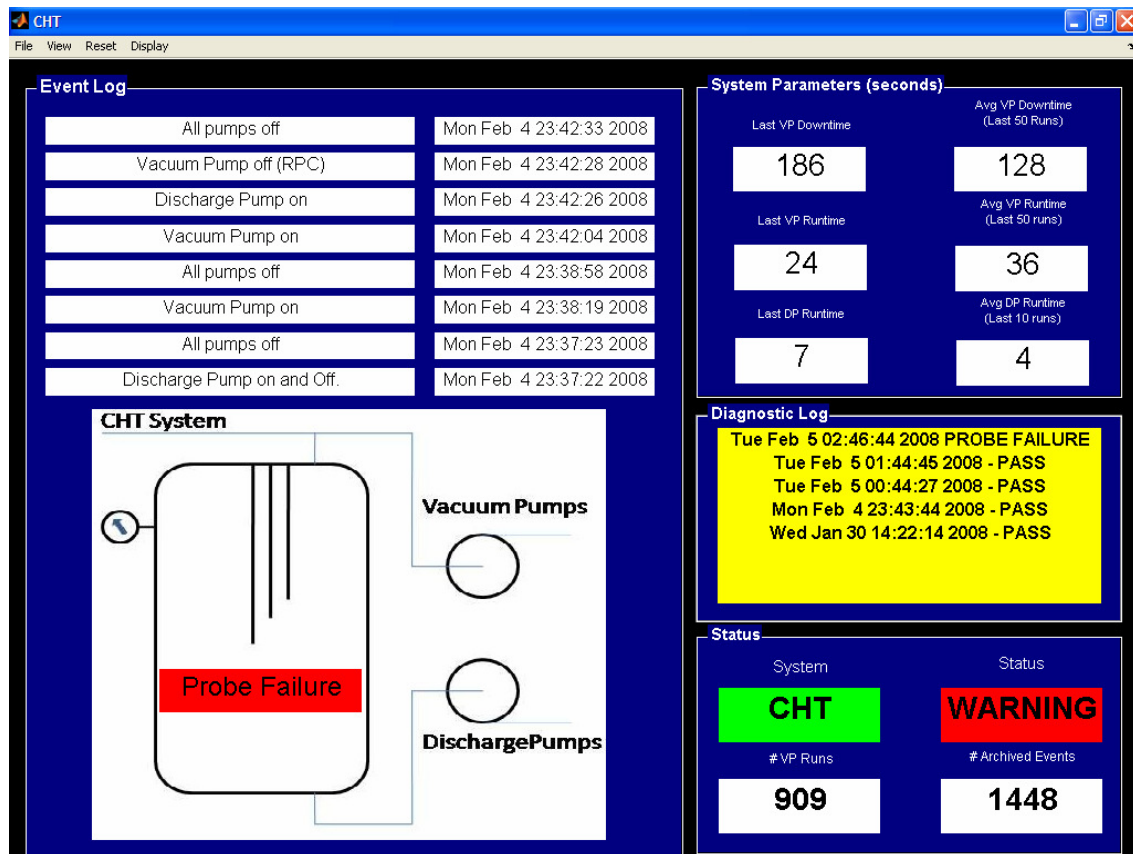 CHT
File View Reset Display
Event Log
All pumps off Mon Feb 4 23:42:33 2008
Vacuum Pump off (RPC) Mon Feb 4 23:42:28 2008
Discharge Pump on Mon Feb 4 23:42:26 2008
Vacuum Pump on Mon Feb 4 23:42:04 2008
All pumps off Mon Feb 4 23:38:58 2008
Vacuum Pump on Mon Feb 4 23:38:19 2008
All pumps off Mon Feb 4 23:37:23 2008
Discharge Pump on and Off. Mon Feb 4 23:37:22 2008
CHT System
Vacuum Pumps
Probe Failure
DischargePumps
System Parameters (seconds)
Last VP Downtime
Avg VP Downtime
(Last 50 Runs)
186 128
Last VP Runtime
Avg VP Runtime
(Last 50 runs)
24 36
Last DP Runtime
Avg DP Runtime
(Last 10 runs)
7 4
Diagnostic Log
Tue Feb 5 02:46:44 2008 PROBE FAILURE
Tue Feb 5 01:44:45 2008 - PASS
Tue Feb 5 00:44:27 2008 - PASS
Mon Feb 4 23:43:44 2008 - PASS
Wed Jan 30 14:22:14 2008 - PASS
Status
System Status
CHT WARNING
# VP Runs # Archived Events
909 1448